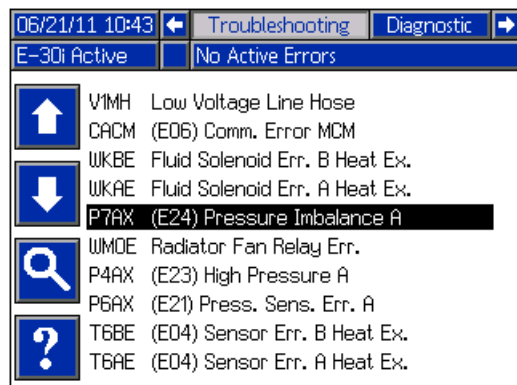 06/21/11 10:43 Troubleshooting Diagnostic
E-30i Active No Active Errors
V1MH Low Voltage Line Hose
CACM (E06) Comm. Error MCM
WKBE Fluid Solenoid Err. B Heat Ex.
WKAE Fluid Solenoid Err. A Heat Ex.
P7AX (E24) Pressure Imbalance A
WMOE Radiator Fan Relay Err.
P4AX (E23) High Pressure A
P6AX (E21) Press. Sens. Err. A
T6BE (E04) Sensor Err. B Heat Ex.
T6AE (E04) Sensor Err. A Heat Ex.
?